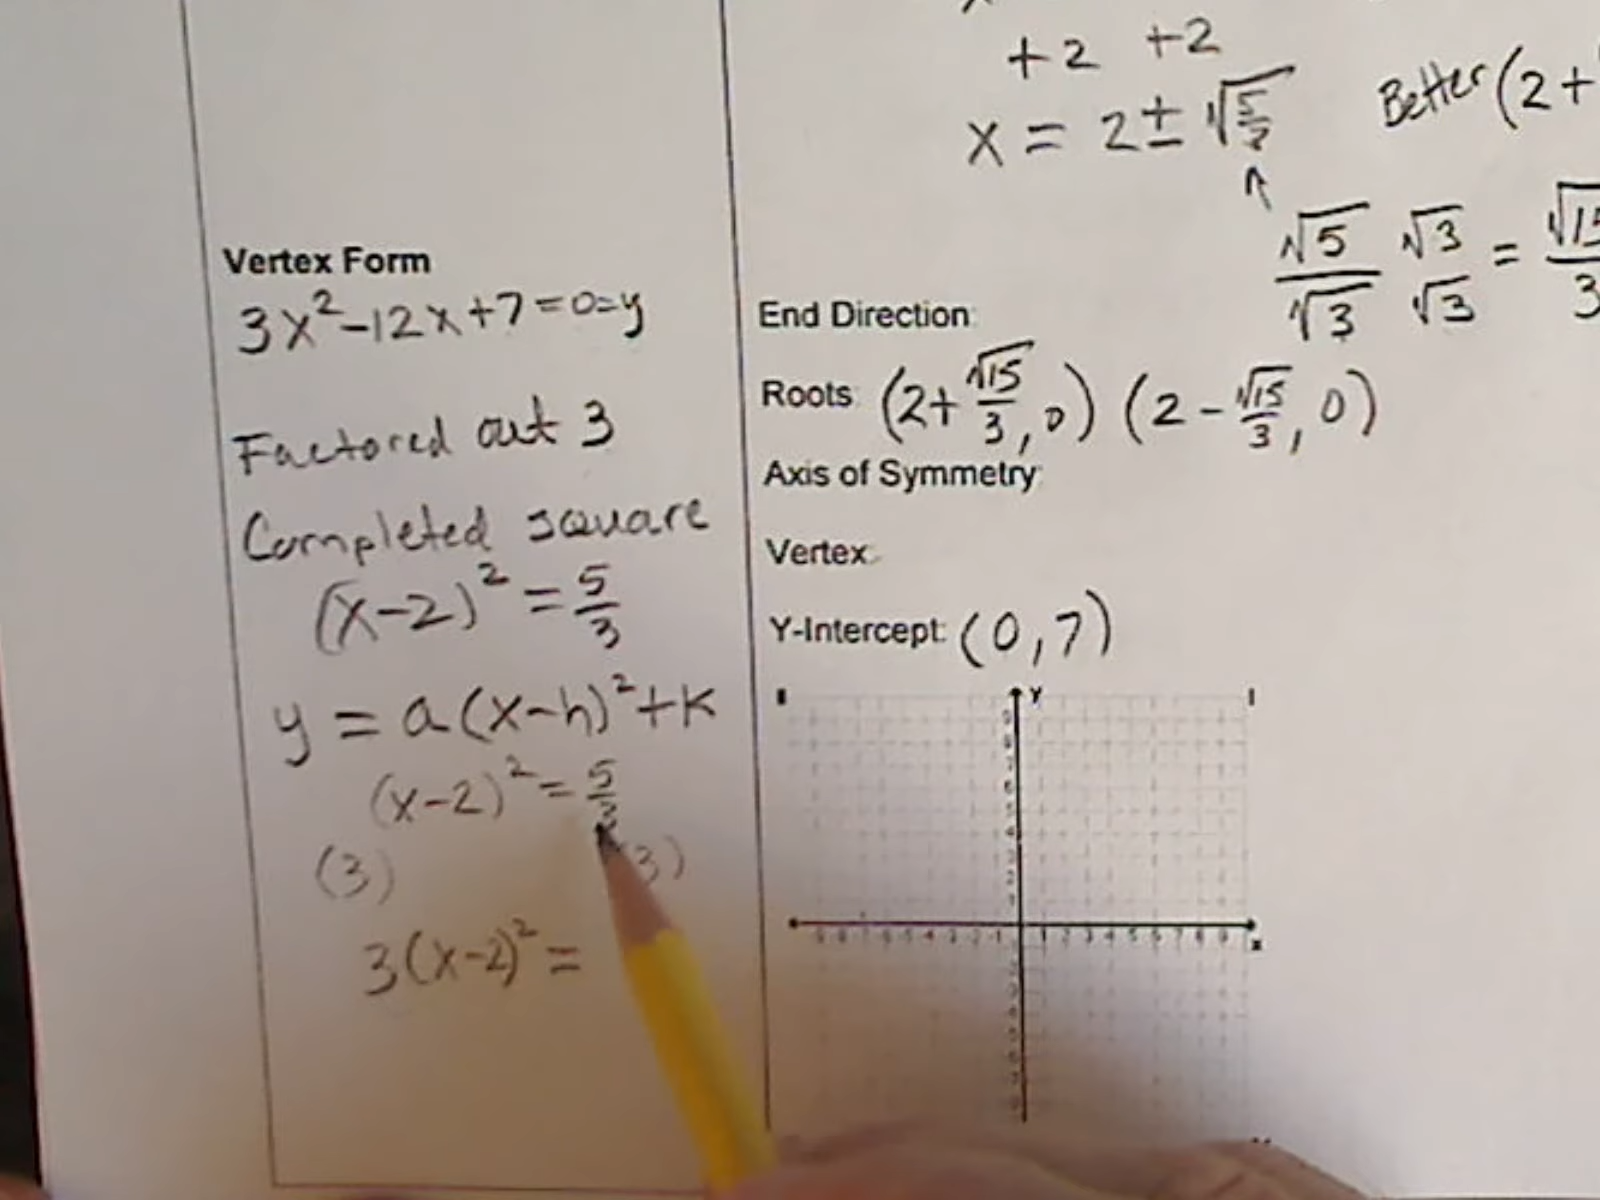 +2 +2
x = 2 ± √5/3
Better (2+
√5/√3 √3/√3 = √15/3
Vertex Form
3x²-12x+7=0=y
Factored out 3
Completed square
(x-2)² = 5/3
y = a(x-h)²+k
(x-2)² = 5/3
(3) (3)
3(x-2)² =
End Direction:
Roots: (2+√15/3, 0) (2-√15/3, 0)
Axis of Symmetry:
Vertex:
Y-Intercept: (0,7)
Y
x